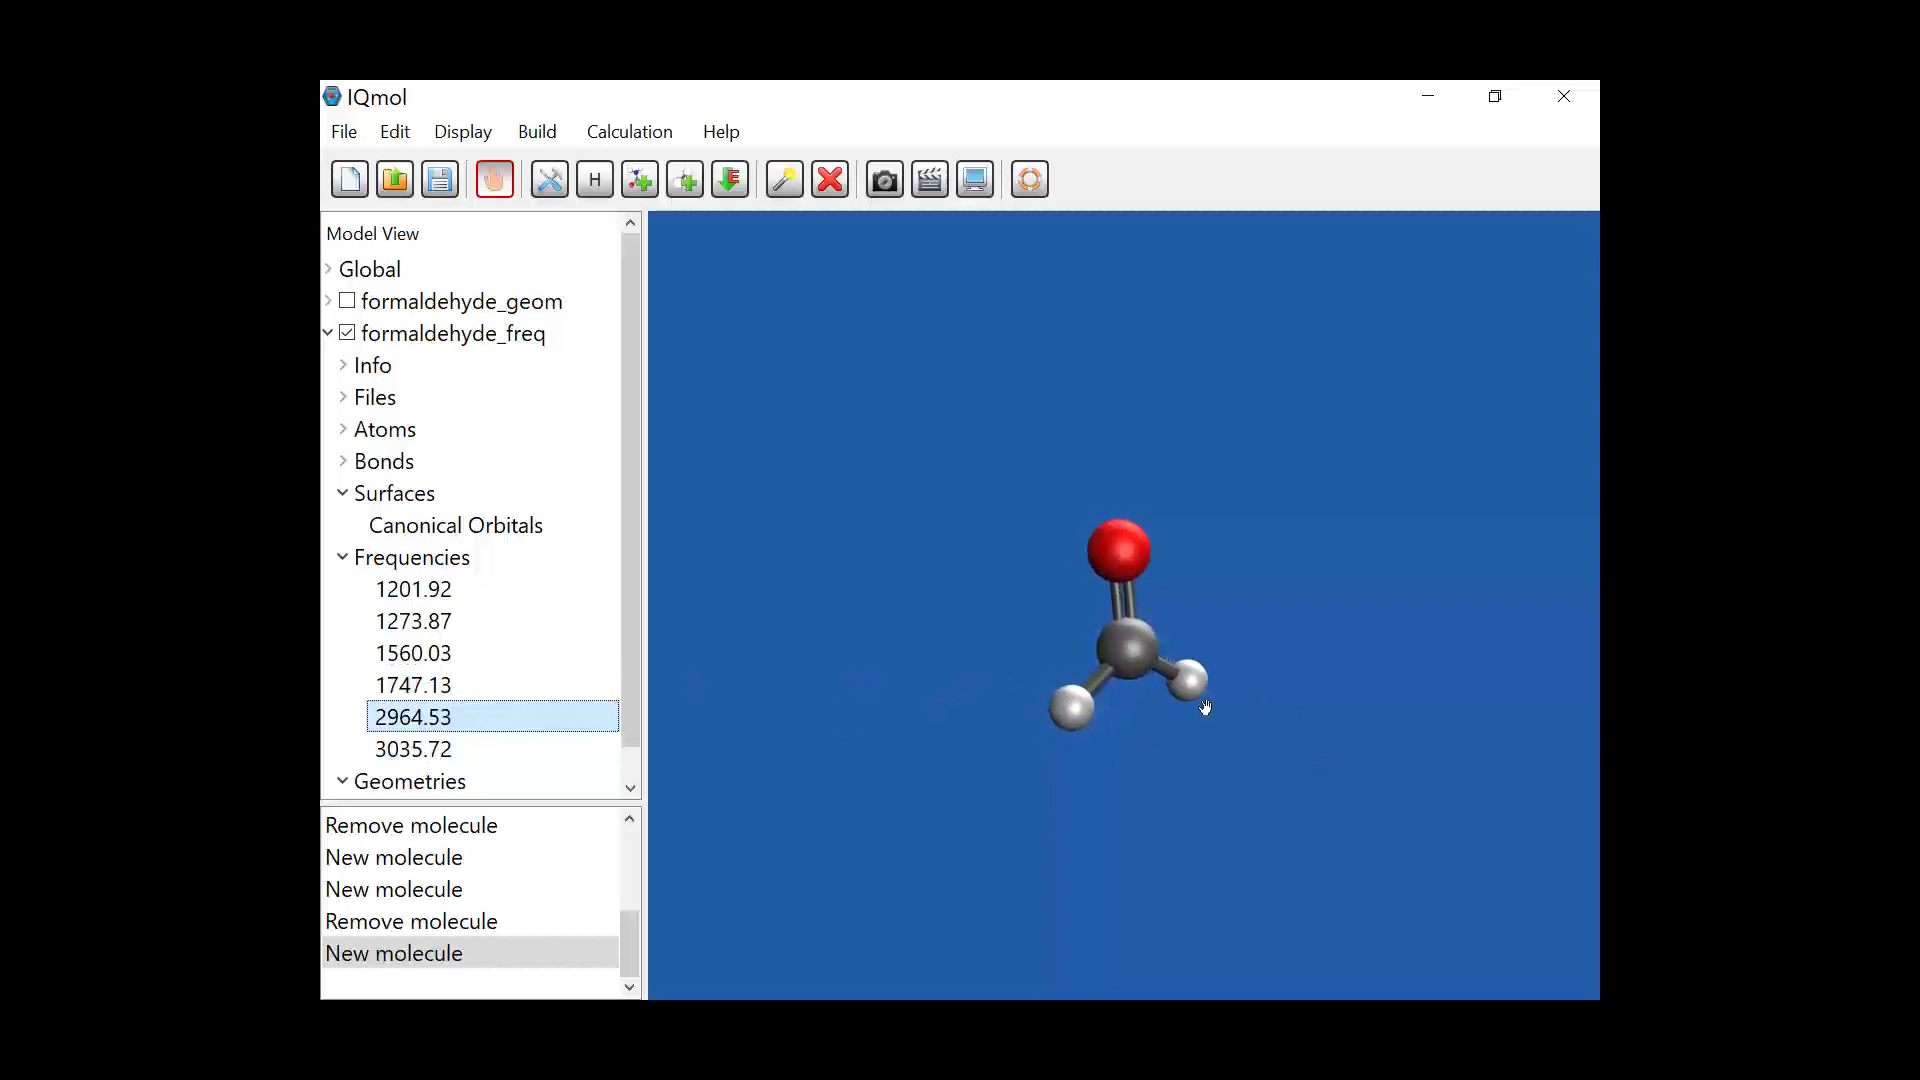 IQmol
File Edit Display Build Calculation Help
H
Model View
Global
formaldehyde_geom
formaldehyde_freq
Info
Files
Atoms
Bonds
Surfaces
Canonical Orbitals
Frequencies
1201.92
1273.87
1560.03
1747.13
2964.53
3035.72
Geometries
Remove molecule
New molecule
New molecule
Remove molecule
New molecule